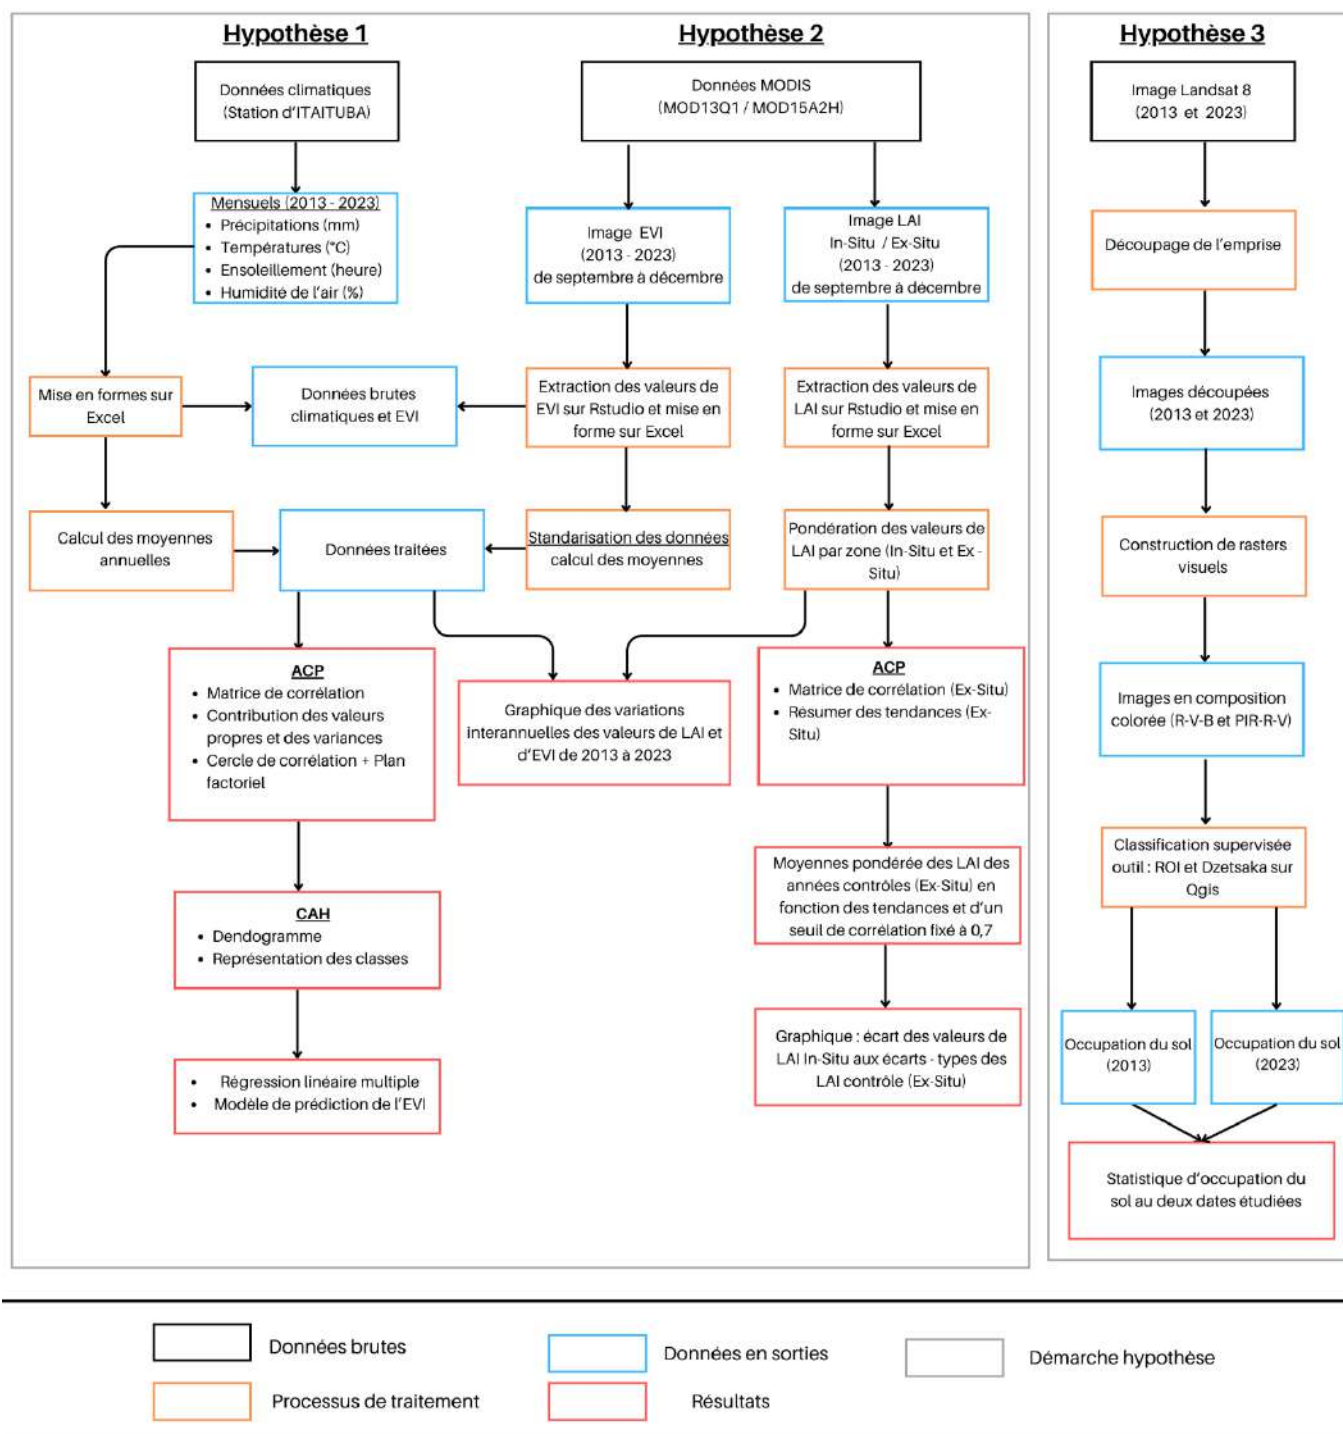 Hypothèse 1
Données climatiques
(Station d'ITAITUBA)
Mensuels (2013 - 2023)
• Précipitations (mm)
• Températures (°C)
• Ensoleillement (heure)
• Humidité de l'air (%)
Mise en formes sur
Excel
Données brutes
climatiques et EVI
Calcul des moyennes
annuelles
Données traitées
ACP
• Matrice de corrélation
• Contribution des valeurs
propres et des variances
• Cercle de corrélation + Plan
factoriel
CAH
• Dendogramme
• Représentation des classes
• Régression linéaire multiple
• Modèle de prédiction de l'EVI
Hypothèse 2
Données MODIS
(MOD13Q1 / MOD15A2H)
Image EVI
(2013 - 2023)
de septembre à décembre
Extraction des valeurs de
EVI sur Rstudio et mise en
forme sur Excel
Standarisation des données
calcul des moyennes
Graphique des variations
interannuelles des valeurs de LAI et
d'EVI de 2013 à 2023
Image LAI
In-Situ / Ex-Situ
(2013 - 2023)
de septembre à décembre
Extraction des valeurs de
LAI sur Rstudio et mise en
forme sur Excel
Pondération des valeurs de
LAI par zone (In-Situ et Ex -
Situ)
ACP
• Matrice de corrélation (Ex-Situ)
• Résumer des tendances (Ex-
Situ)
Moyennes pondérée des LAI des
années contrôles (Ex-Situ) en
fonction des tendances et d'un
seuil de corrélation fixé à 0,7
Graphique : écart des valeurs de
LAI In-Situ aux écarts - types des
LAI contrôle (Ex-Situ)
Hypothèse 3
Image Landsat 8
(2013 et 2023)
Découpage de l'emprise
Images découpées
(2013 et 2023)
Construction de rasters
visuels
Images en composition
colorée (R-V-B et PIR-R-V)
Classification supervisée
outil : ROI et Dzetsaka sur
Qgis
Occupation du sol
(2013)
Occupation du sol
(2023)
Statistique d'occupation du
sol au deux dates étudiées
Données brutes
Processus de traitement
Données en sorties
Résultats
Démarche hypothèse